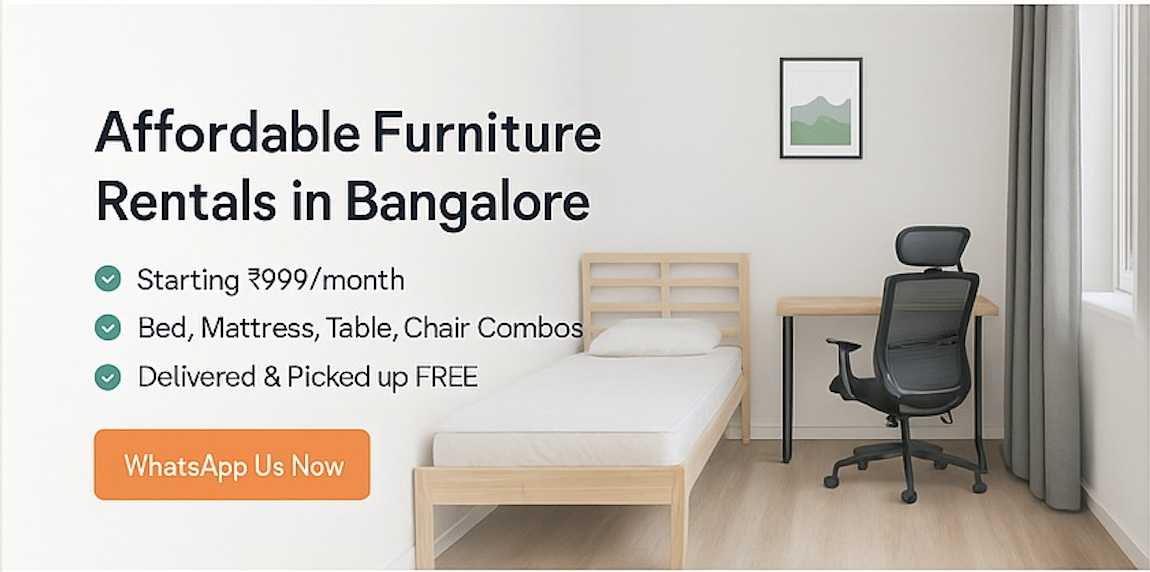 Affordable Furniture
Rentals in Bangalore
Starting ₹999/month
Bed, Mattress, Table, Chair Combos
Delivered & Picked up FREE
WhatsApp Us Now